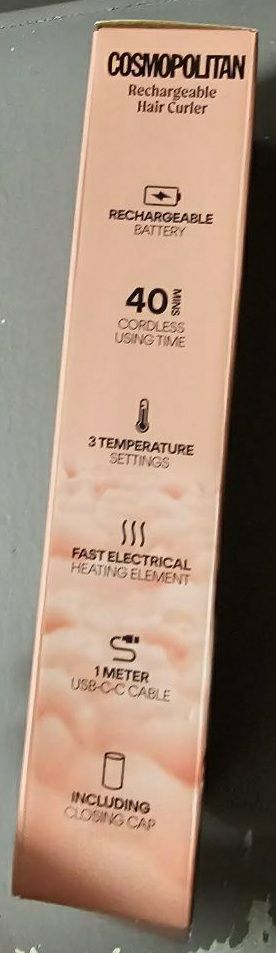 COSMOPOLITAN
Rechargeable
Hair Curler
RECHARGEABLE
BATTERY
40 MINS
CORDLESS
USING TIME
3 TEMPERATURE
SETTINGS
FAST ELECTRICAL
HEATING ELEMENT
1 METER
USB-C-C CABLE
INCLUDING
CLOSING CAP